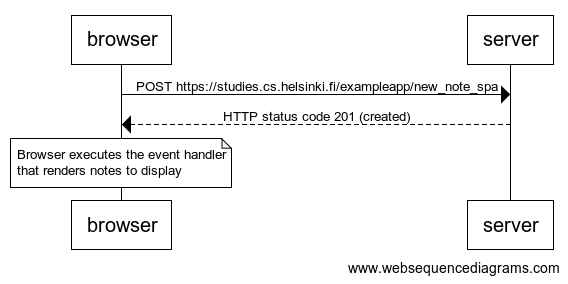 browser
server
POST https://studies.cs.helsinki.fi/exampleapp/new_note_spa
HTTP status code 201 (created)
Browser executes the event handler
that renders notes to display
browser
server
www.websequencediagrams.com